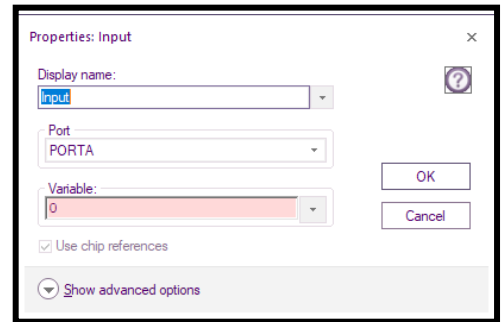 Properties: Input
Display name:
Input
Port
PORTA
Variable:
0
Use chip references
OK
Cancel
Show advanced options